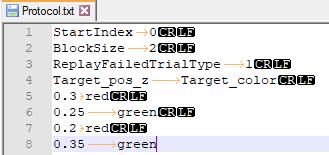 Protocol.txt
1 StartIndex→0CRLF
2 BlockSize→2CRLF
3 ReplayFailedTrialType→1CRLF
4 Target_pos_z→Target_colorCRLF
5 0.3→redCRLF
6 0.25→greenCRLF
7 0.2→redCRLF
8 0.35→green